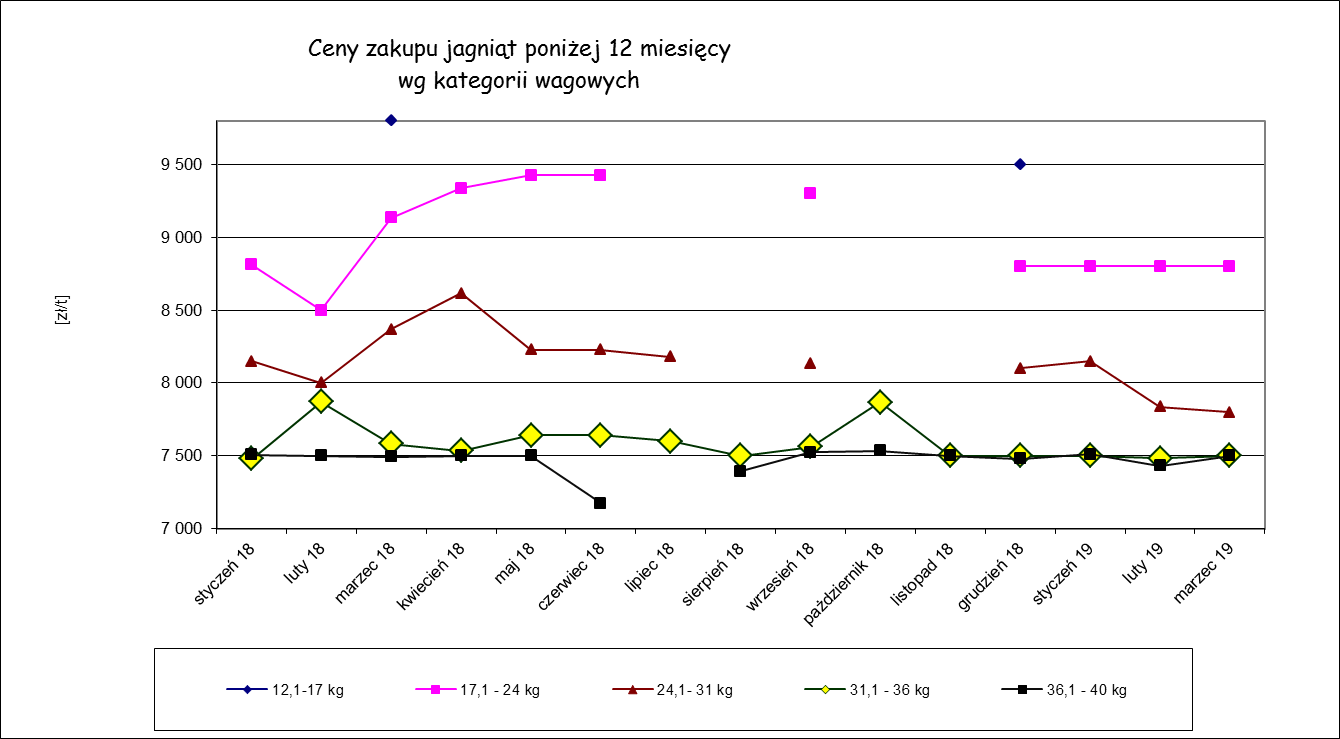 Ceny zakupu jagniąt poniżej 12 miesięcy
wg kategorii wagowych
[zł/t]
9 500
9 000
8 500
8 000
7 500
7 000
styczeń 18
luty 18
marzec 18
kwiecień 18
maj 18
czerwiec 18
lipiec 18
sierpień 18
wrzesień 18
październik 18
listopad 18
grudzień 18
styczeń 19
luty 19
marzec 19
12,1-17 kg
17,1 - 24 kg
24,1- 31 kg
31,1 - 36 kg
36,1 - 40 kg